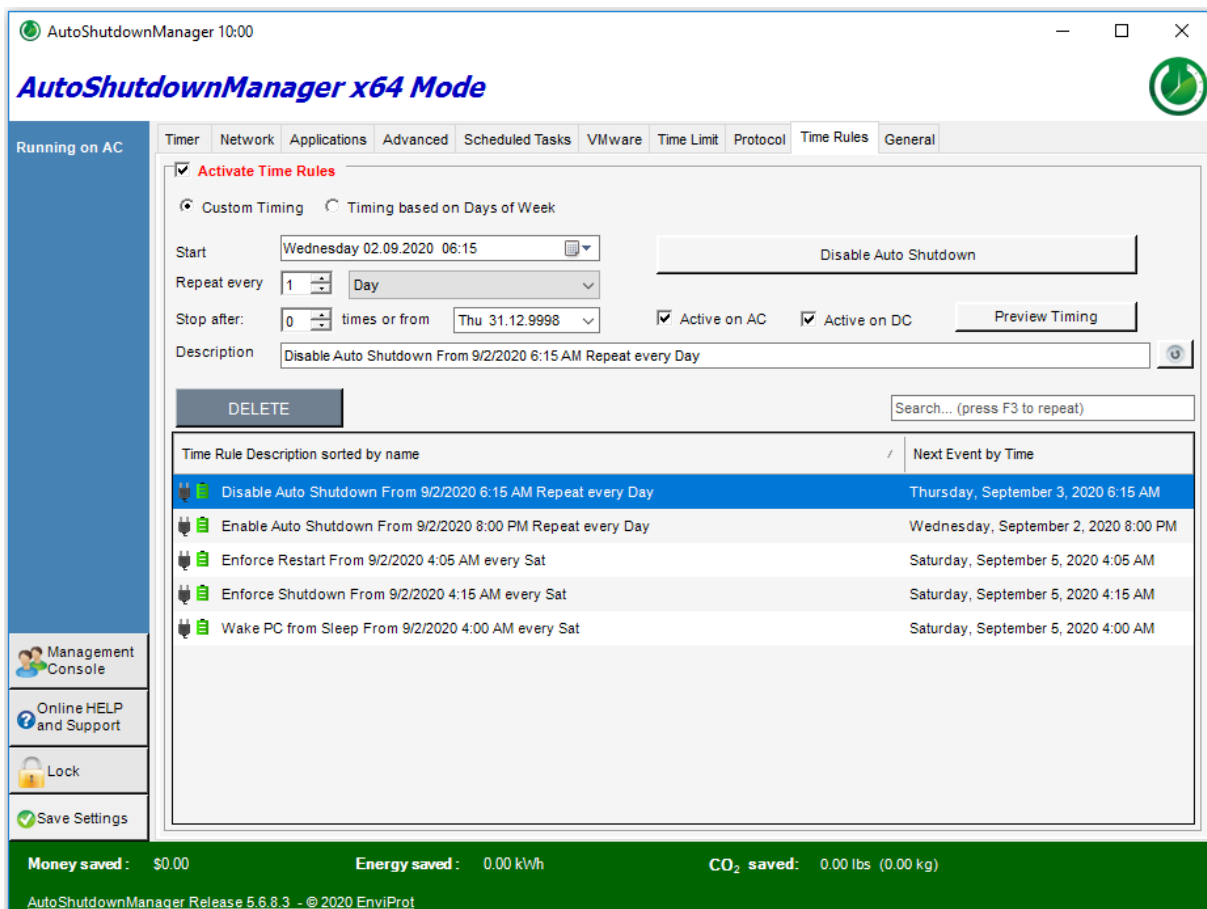 AutoShutdownManager 10:00
AutoShutdownManager x64 Mode
Running on AC
Timer Network Applications Advanced Scheduled Tasks VMware Time Limit Protocol Time Rules General
Activate Time Rules
Custom Timing Timing based on Days of Week
Start Wednesday 02.09.2020 06:15 Disable Auto Shutdown
Repeat every 1 Day
Stop after: 0 times or from Thu 31.12.9998 Active on AC Active on DC Preview Timing
Description Disable Auto Shutdown From 9/2/2020 6:15 AM Repeat every Day
DELETE Search... (press F3 to repeat)
Time Rule Description sorted by name / Next Event by Time
Disable Auto Shutdown From 9/2/2020 6:15 AM Repeat every Day Thursday, September 3, 2020 6:15 AM
Enable Auto Shutdown From 9/2/2020 8:00 PM Repeat every Day Wednesday, September 2, 2020 8:00 PM
Enforce Restart From 9/2/2020 4:05 AM every Sat Saturday, September 5, 2020 4:05 AM
Enforce Shutdown From 9/2/2020 4:15 AM every Sat Saturday, September 5, 2020 4:15 AM
Wake PC from Sleep From 9/2/2020 4:00 AM every Sat Saturday, September 5, 2020 4:00 AM
Management
Console
Online HELP
and Support
Lock
Save Settings
Money saved : $0.00 Energy saved : 0.00 kWh CO₂ saved: 0.00 lbs (0.00 kg)
AutoShutdownManager Release 5.6.8.3 - © 2020 EnviProt